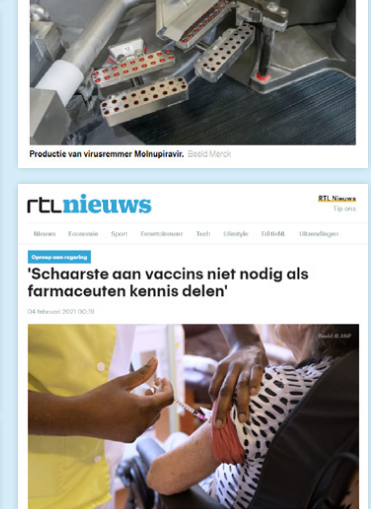 Productie van virusremmer Molnupiravir. Beeld Merck
rtlnieuws
RTL Nieuws
Tip ons
Nieuws Economie Sport Entertainment Tech Lifestyle EditieNL Uitzendingen
Oproep aan regering
'Schaarste aan vaccins niet nodig als
farmaceuten kennis delen'
04 februari 2021 00:19
Beeld ©